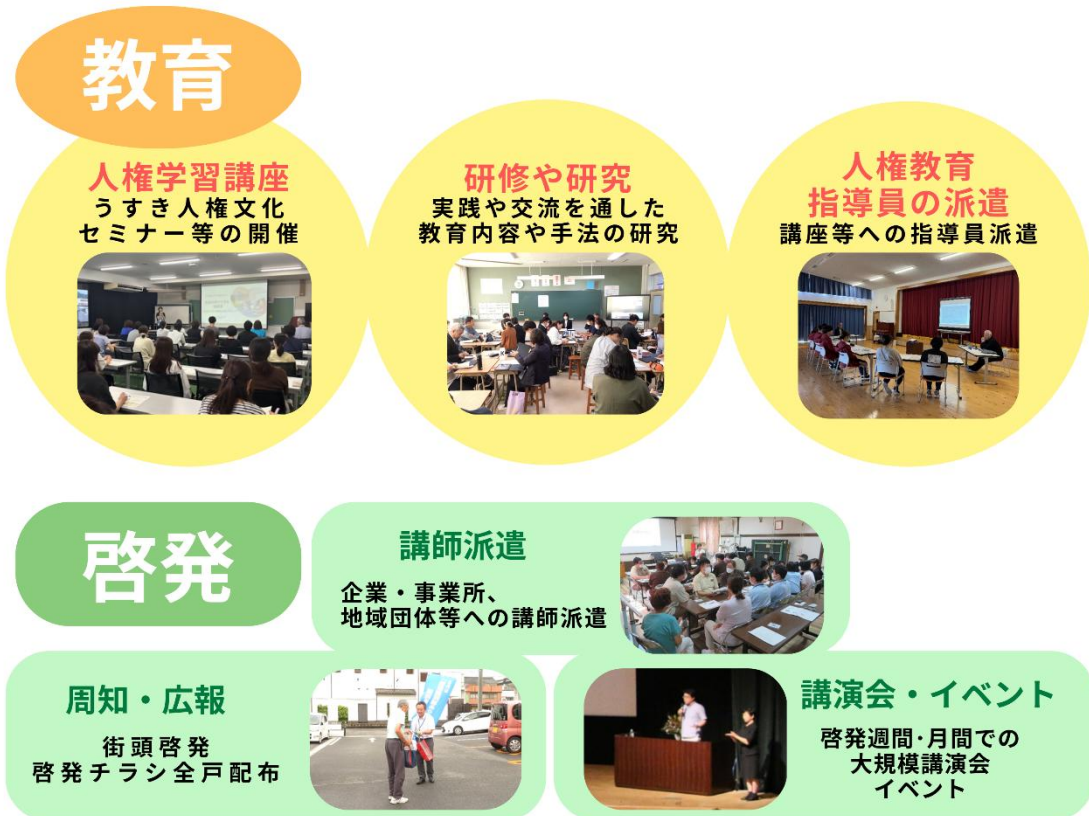 教育
人権学習講座
うすき人権文化
セミナー等の開催
研修や研究
実践や交流を通した
教育内容や手法の研究
人権教育
指導員の派遣
講座等への指導員派遣
啓発
講師派遣
企業・事業所、
地域団体等への講師派遣
周知・広報
街頭啓発
啓発チラシ全戸配布
講演会・イベント
啓発週間･月間での
大規模講演会
イベント